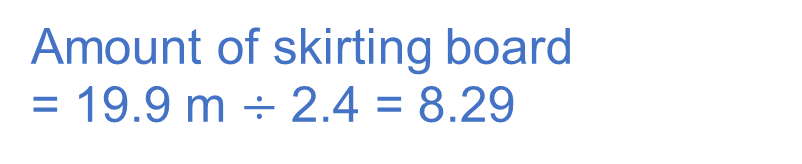 Amount of skirting board
= 19.9 m ÷ 2.4 = 8.29